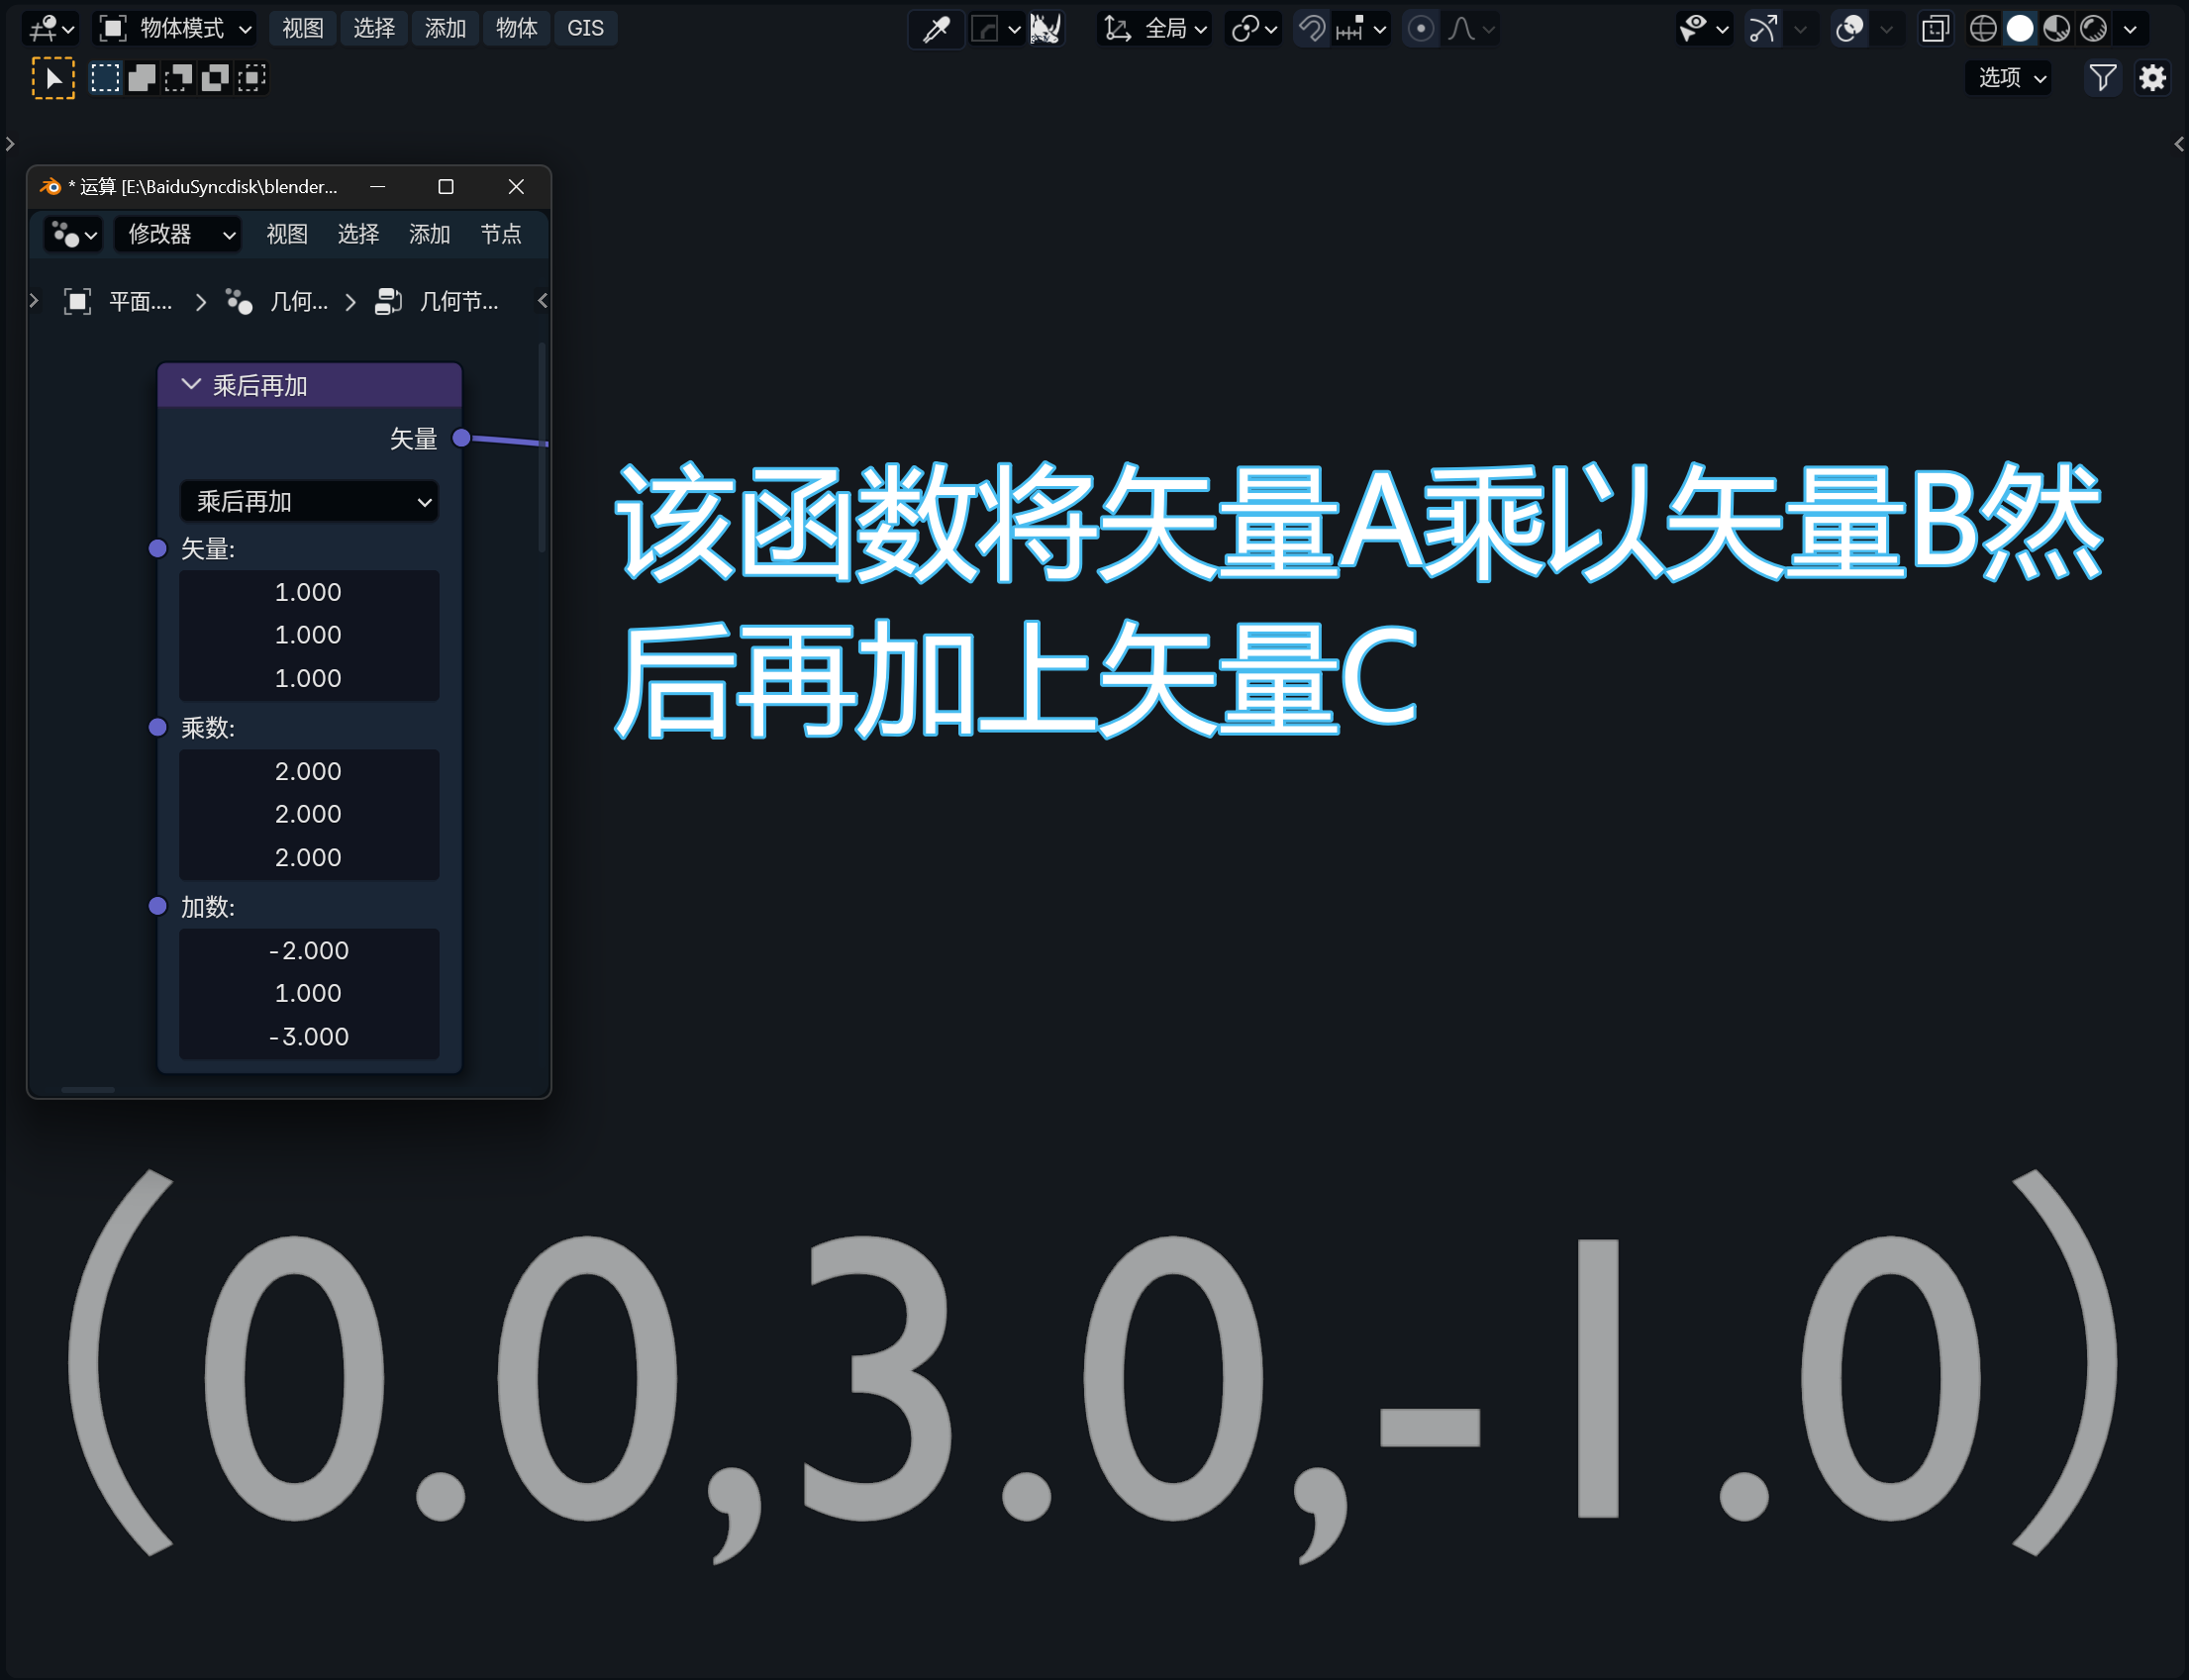 物体模式 视图 选择 添加 物体 GIS 全局
选项
* 运算 [E:\BaiduSyncdisk\blender...
修改器 视图 选择 添加 节点
平面.... 几何... 几何节...
乘后再加
矢量
乘后再加
矢量:
1.000
1.000
1.000
乘数:
2.000
2.000
2.000
加数:
-2.000
1.000
-3.000
该函数将矢量A乘以矢量B然
后再加上矢量C
(0.0,3.0,-1.0)